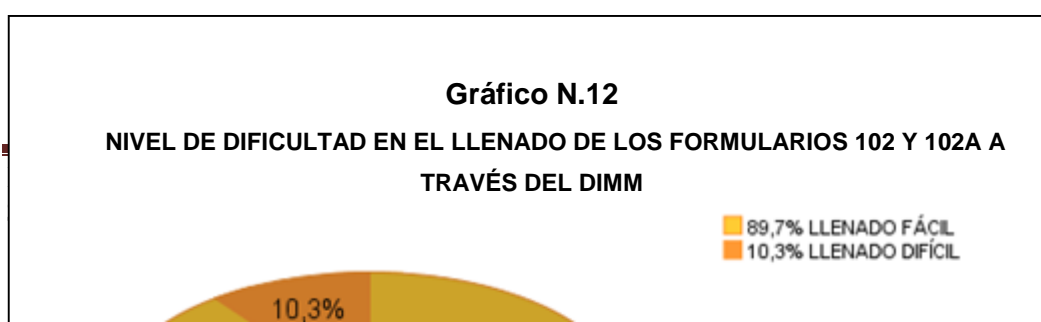 Gráfico N.12
NIVEL DE DIFICULTAD EN EL LLENADO DE LOS FORMULARIOS 102 Y 102A A
TRAVÉS DEL DIMM
89,7% LLENADO FÁCIL
10,3% LLENADO DIFÍCIL
10,3%